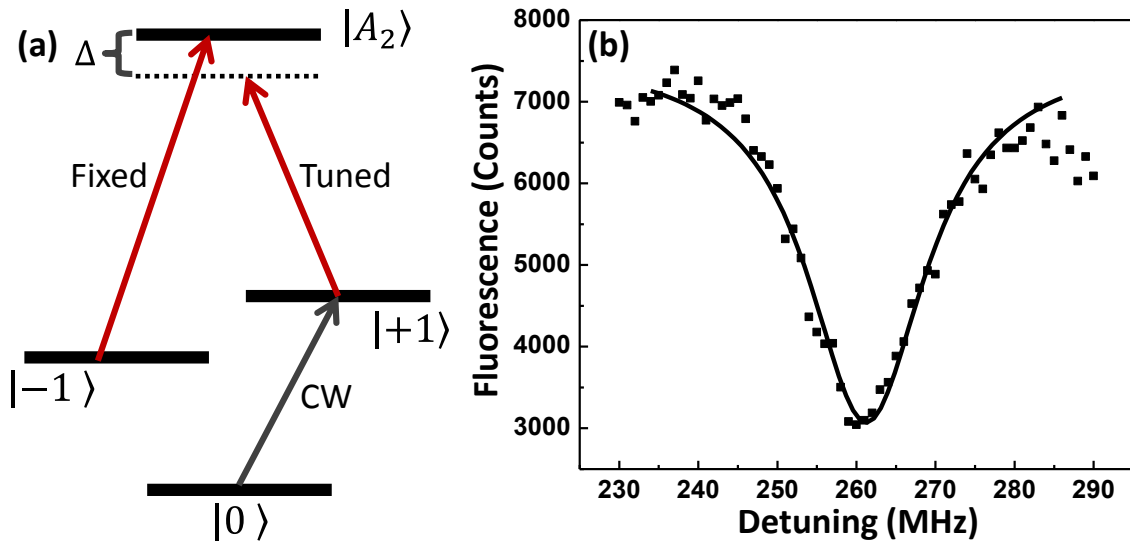 (a)
|A₂⟩
Δ
Fixed
Tuned
|+1⟩
|−1 ⟩
CW
|0 ⟩
(b)
Fluorescence (Counts)
8000
7000
6000
5000
4000
3000
230 240 250 260 270 280 290
Detuning (MHz)